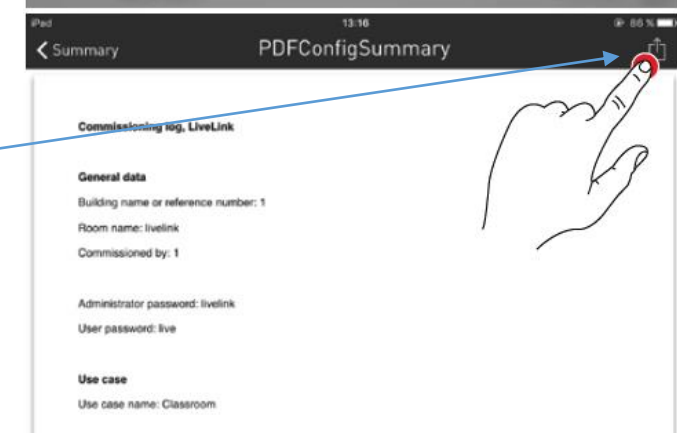 iPad
13:16
86 %
Summary
PDFConfigSummary
Commissioning log, LiveLink
General data
Building name or reference number: 1
Room name: livelink
Commissioned by: 1
Administrator password: livelink
User password: live
Use case
Use case name: Classroom